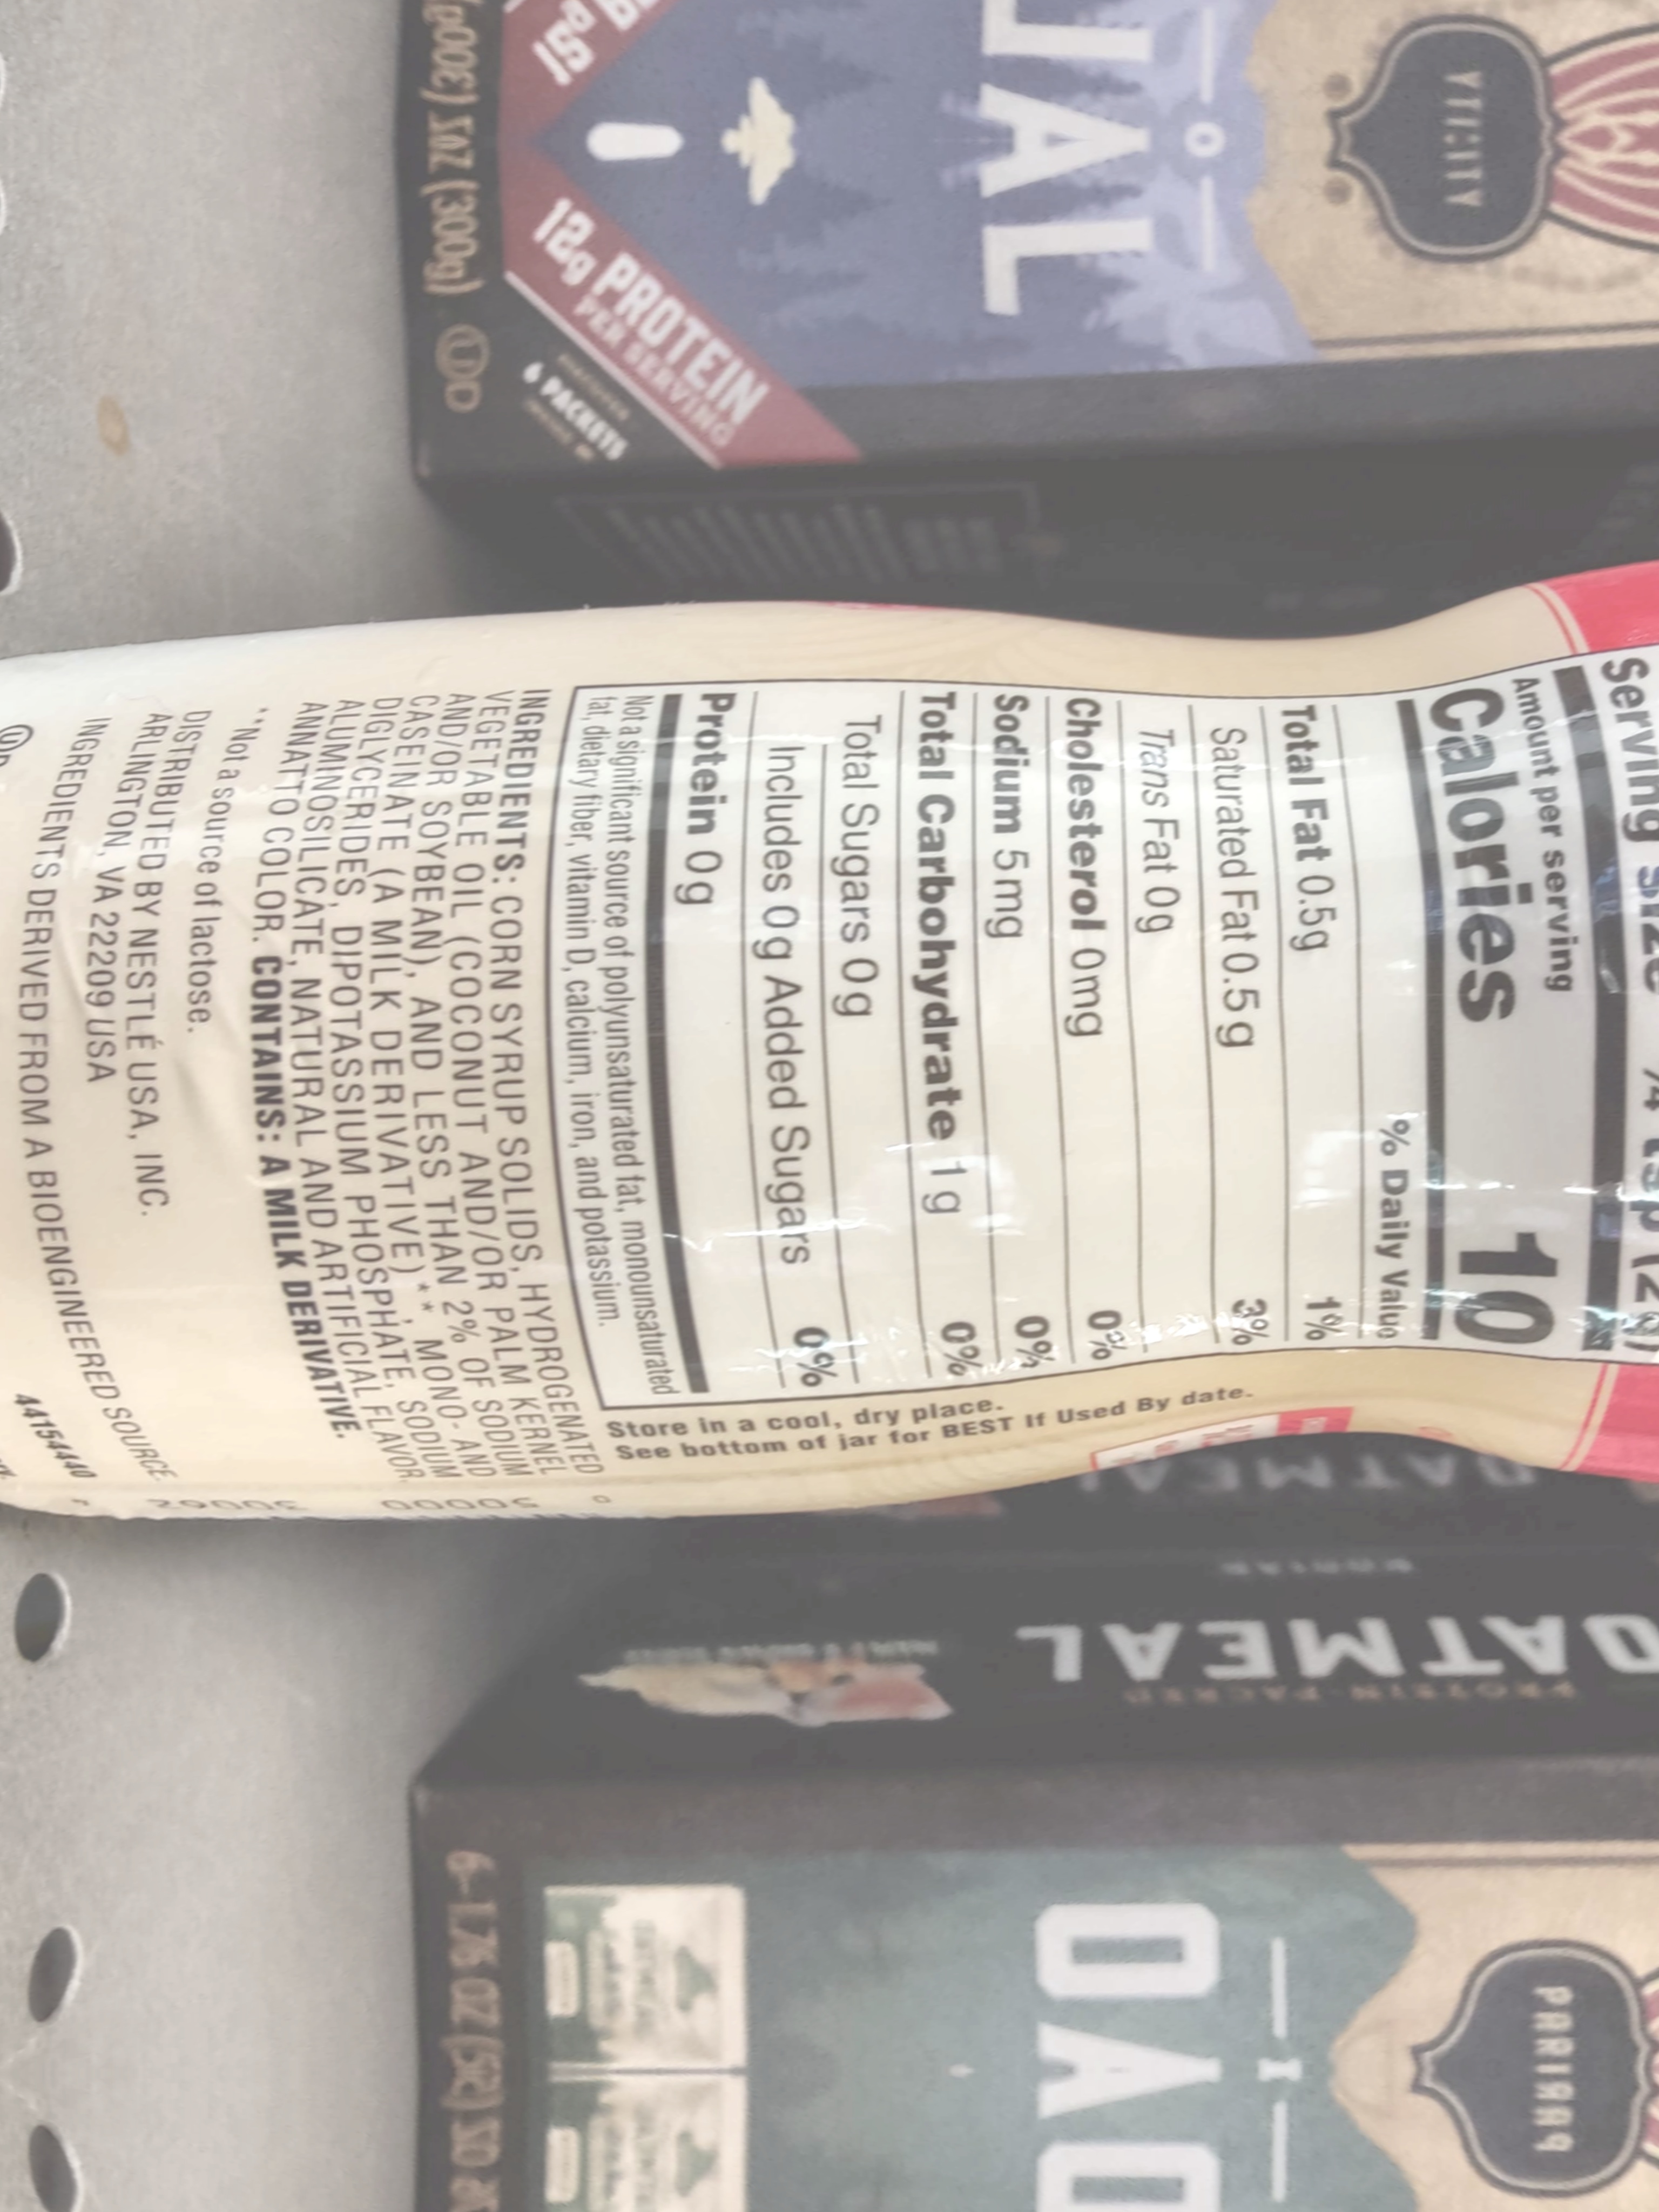 Serving size
Amount per serving
Calories 10
% Daily Value
Total Fat 0.5g 1%
Saturated Fat 0.5g 3%
Trans Fat 0g
Cholesterol 0mg 0%
Sodium 5mg 0%
Total Carbohydrate 1g 0%
Total Sugars 0g
Includes 0g Added Sugars 0%
Protein 0g
Not a significant source of polyunsaturated fat, monounsaturated
fat, dietary fiber, vitamin D, calcium, iron, and potassium.
INGREDIENTS: CORN SYRUP SOLIDS, HYDROGENATED
VEGETABLE OIL (COCONUT AND/OR PALM KERNEL
AND/OR SOYBEAN), AND LESS THAN 2% OF SODIUM
CASEINATE (A MILK DERIVATIVE)**, MONO- AND
DIGLYCERIDES, DIPOTASSIUM PHOSPHATE, SODIUM
ALUMINOSILICATE, NATURAL AND ARTIFICIAL FLAVOR,
ANNATTO COLOR. CONTAINS: A MILK DERIVATIVE.
**Not a source of lactose.
DISTRIBUTED BY NESTLÉ USA, INC.
ARLINGTON, VA 22209 USA
INGREDIENTS DERIVED FROM A BIOENGINEERED SOURCE
44154440
Store in a cool, dry place.
See bottom of jar for BEST If Used By date.
12g PROTEIN
PER SERVING
6 PACKETS
(300g)
OATMEAL
PROTEIN-PACKED
OATMEA